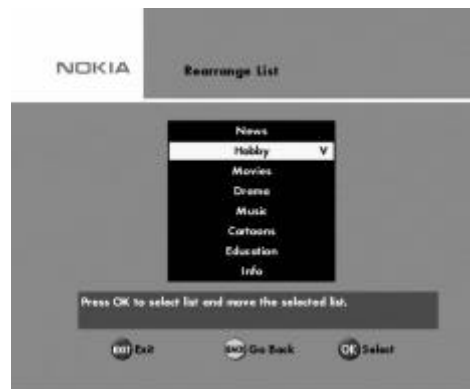 NOKIA Rearrange List
News
Hobby V
Movies
Drama
Music
Cartoons
Education
Info
Press OK to select list and move the selected list.
EXIT Exit BACK Go Back OK Select